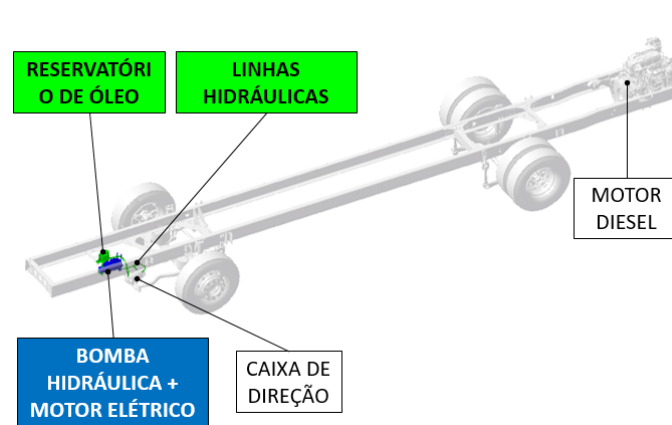 RESERVATÓRI
O DE ÓLEO
LINHAS
HIDRÁULICAS
MOTOR
DIESEL
BOMBA
HIDRÁULICA +
MOTOR ELÉTRICO
CAIXA DE
DIREÇÃO